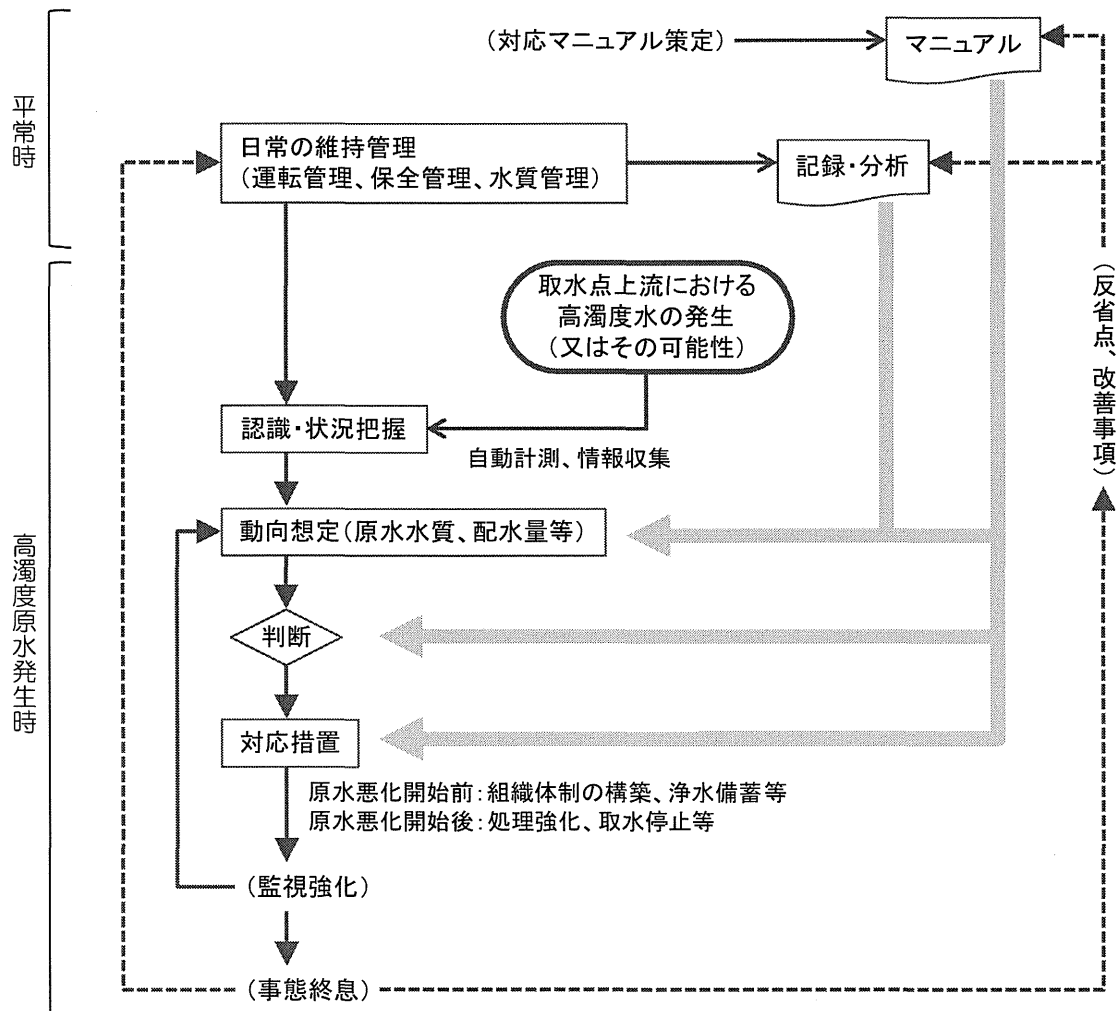 (対応マニュアル策定)
マニュアル
平常時
日常の維持管理
(運転管理、保全管理、水質管理)
記録・分析
取水点上流における
高濁度水の発生
(又はその可能性)
(反省点、改善事項)
認識・状況把握
自動計測、情報収集
高濁度原水発生時
動向想定(原水水質、配水量等)
判断
対応措置
原水悪化開始前:組織体制の構築、浄水備蓄等
原水悪化開始後:処理強化、取水停止等
(監視強化)
(事態終息)